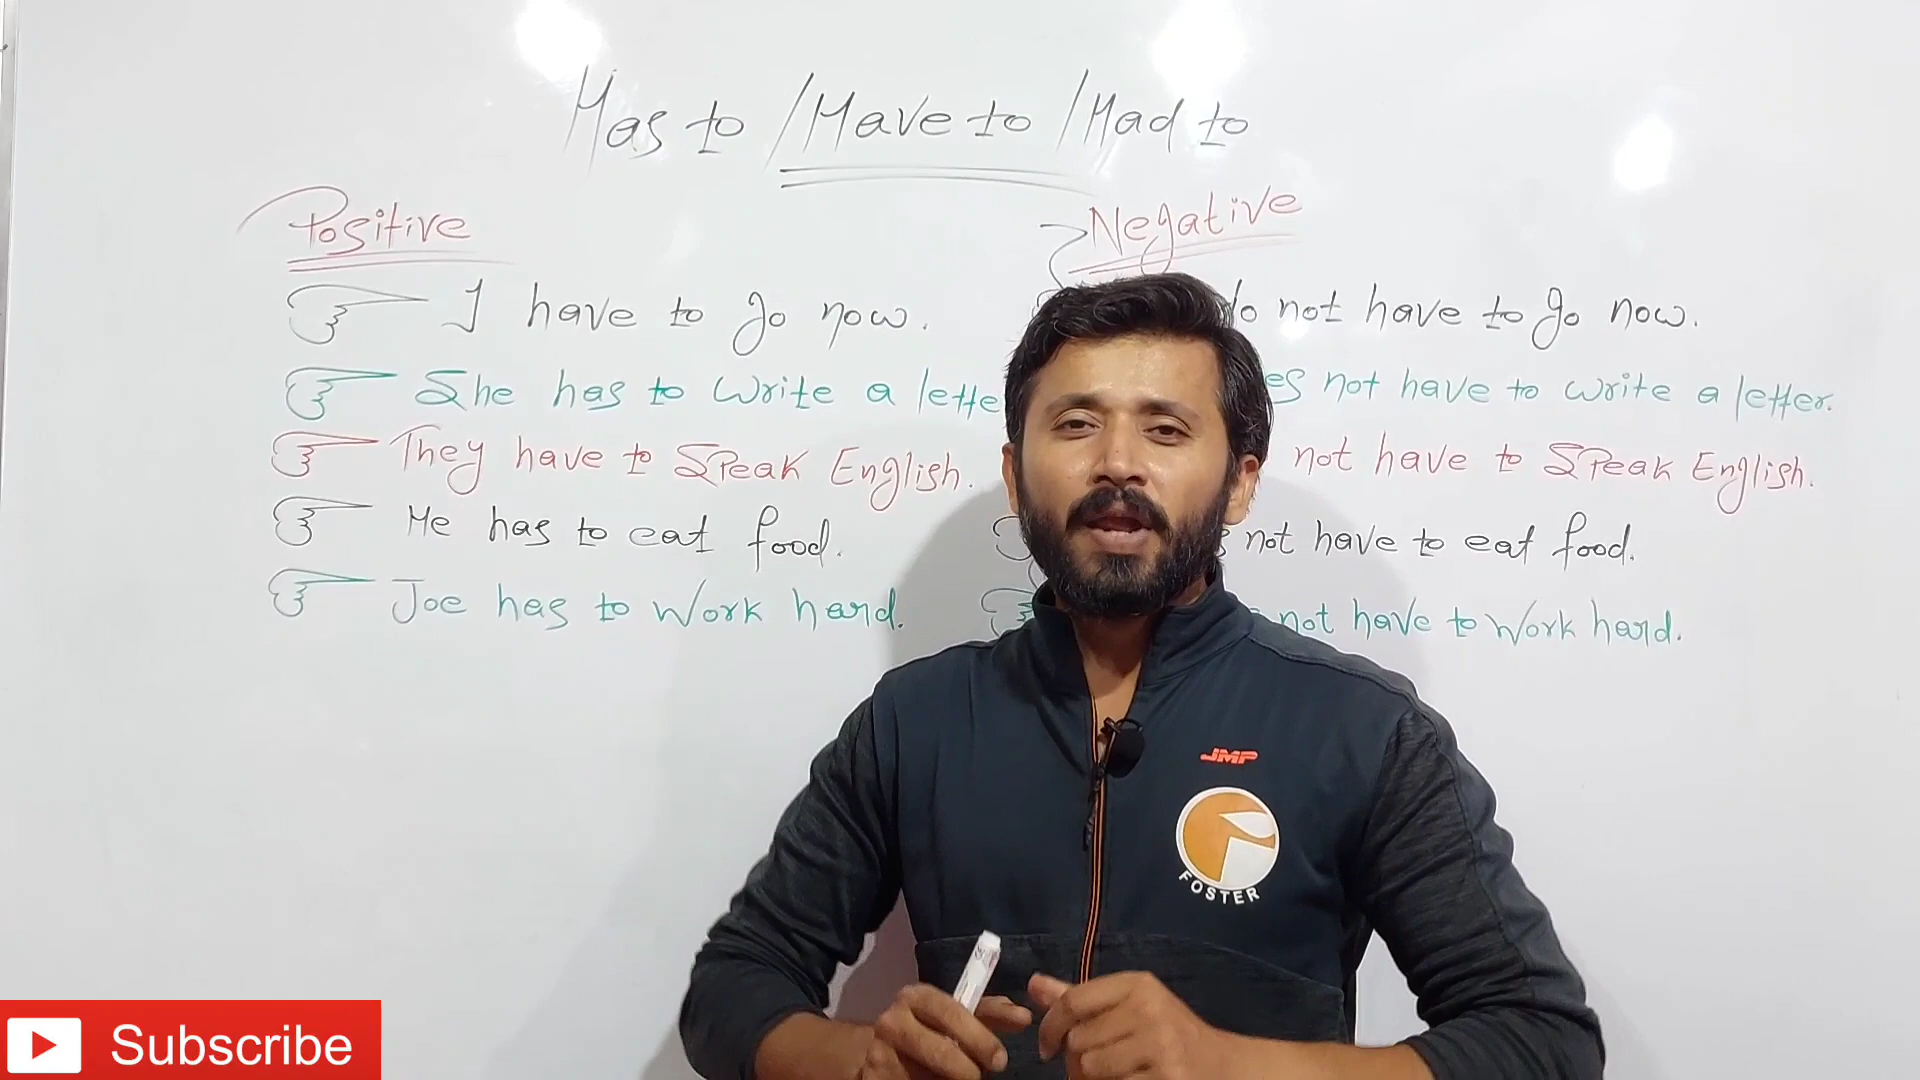 Has to / Have to / Had to
Positive
Negative
I have to go now.
do not have to go now.
She has to write a lette
es not have to write a letter.
They have to speak English.
not have to speak English.
He has to eat food.
not have to eat food.
Joe has to work hard.
not have to work hard.
JMP
FOSTER
Subscribe